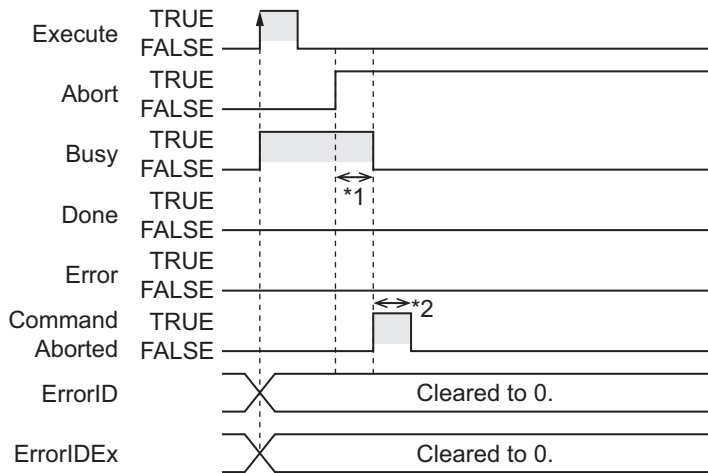 Execute TRUE
FALSE
Abort TRUE
FALSE
Busy TRUE
FALSE
*1
Done TRUE
FALSE
Error TRUE
FALSE
*2
Command TRUE
Aborted FALSE
ErrorID Cleared to 0.
ErrorIDEx Cleared to 0.